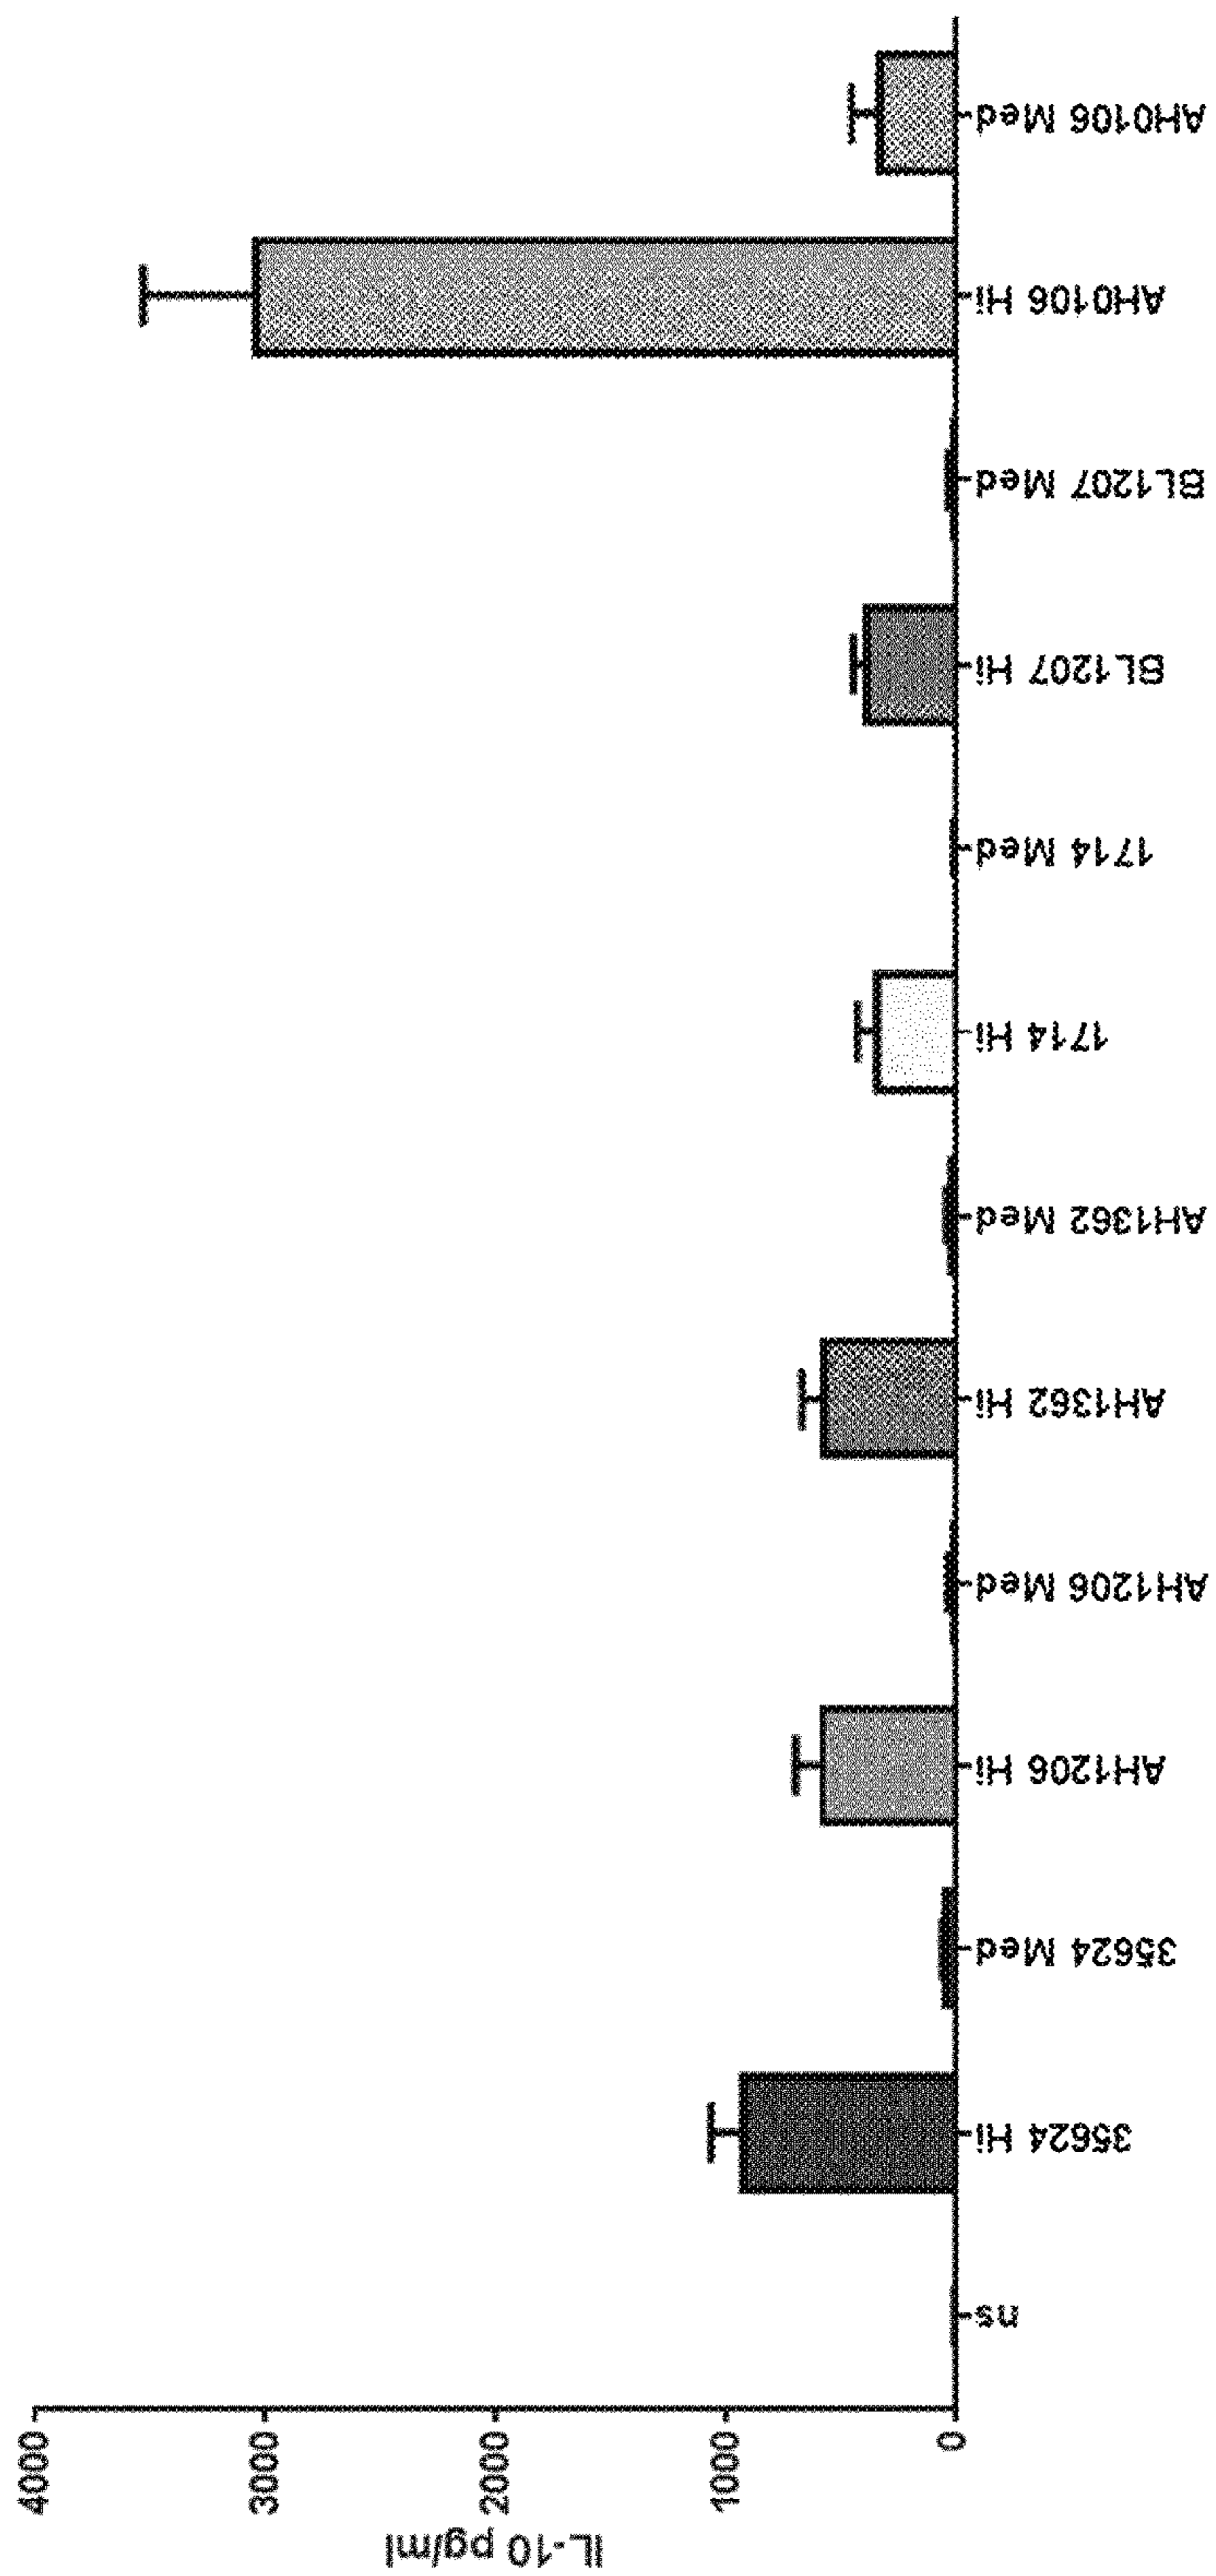 IL-10 pg/ml
4000
3000
2000
1000
0
ns
35624 Hi
35624 Med
AH1206 Hi
AH1206 Med
AH1362 Hi
AH1362 Med
1714 Hi
1714 Med
BL1207 Hi
BL1207 Med
AH0106 Hi
AH0106 Med